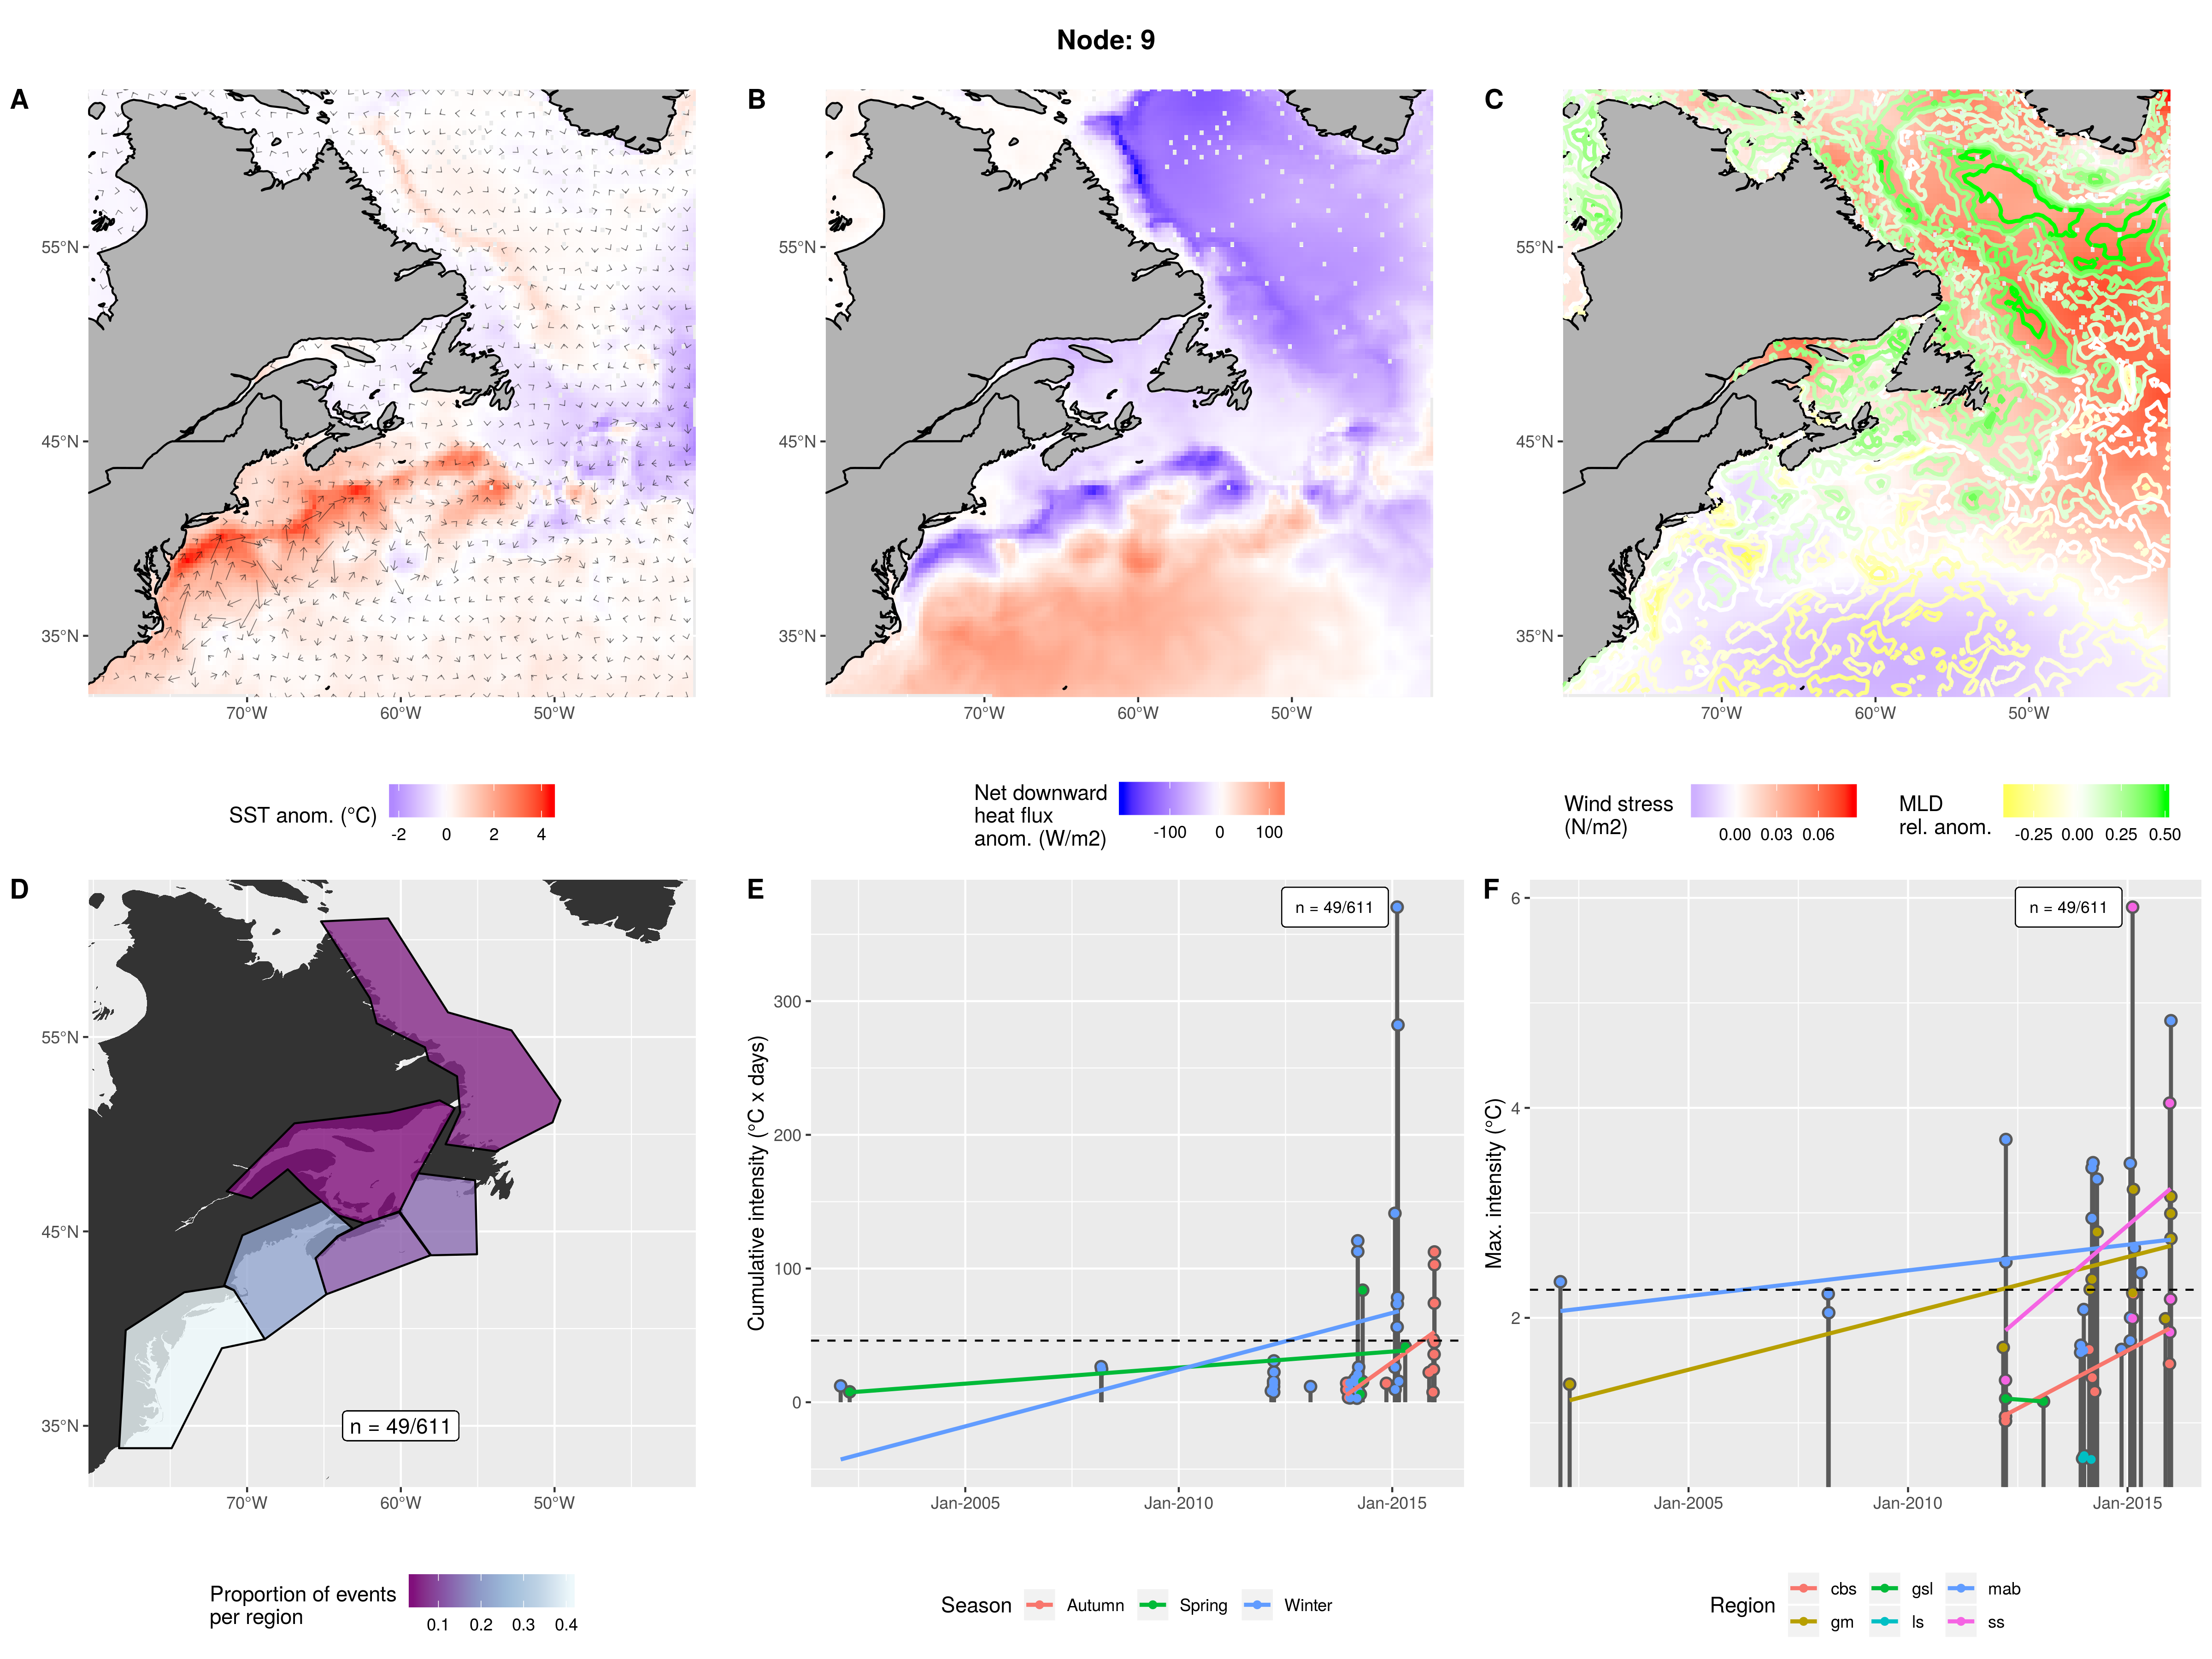 Node: 9
A
B
C
55°N
45°N
35°N
70°W
60°W
50°W
55°N
45°N
35°N
70°W
60°W
50°W
55°N
45°N
35°N
70°W
60°W
50°W
SST anom. (°C)
-2 0 2 4
Net downward
heat flux
anom. (W/m2)
-100 0 100
Wind stress
(N/m2)
0.00 0.03 0.06
MLD
rel. anom.
-0.25 0.00 0.25 0.50
D
E
F
55°N
45°N
35°N
70°W
60°W
50°W
n = 49/611
Proportion of events
per region
0.1 0.2 0.3 0.4
Cumulative intensity (°C x days)
300
200
100
0
n = 49/611
Jan-2005
Jan-2010
Jan-2015
Season Autumn Spring Winter
Max. intensity (°C)
6
4
2
n = 49/611
Jan-2005
Jan-2010
Jan-2015
Region
cbs gsl mab
gm ls ss